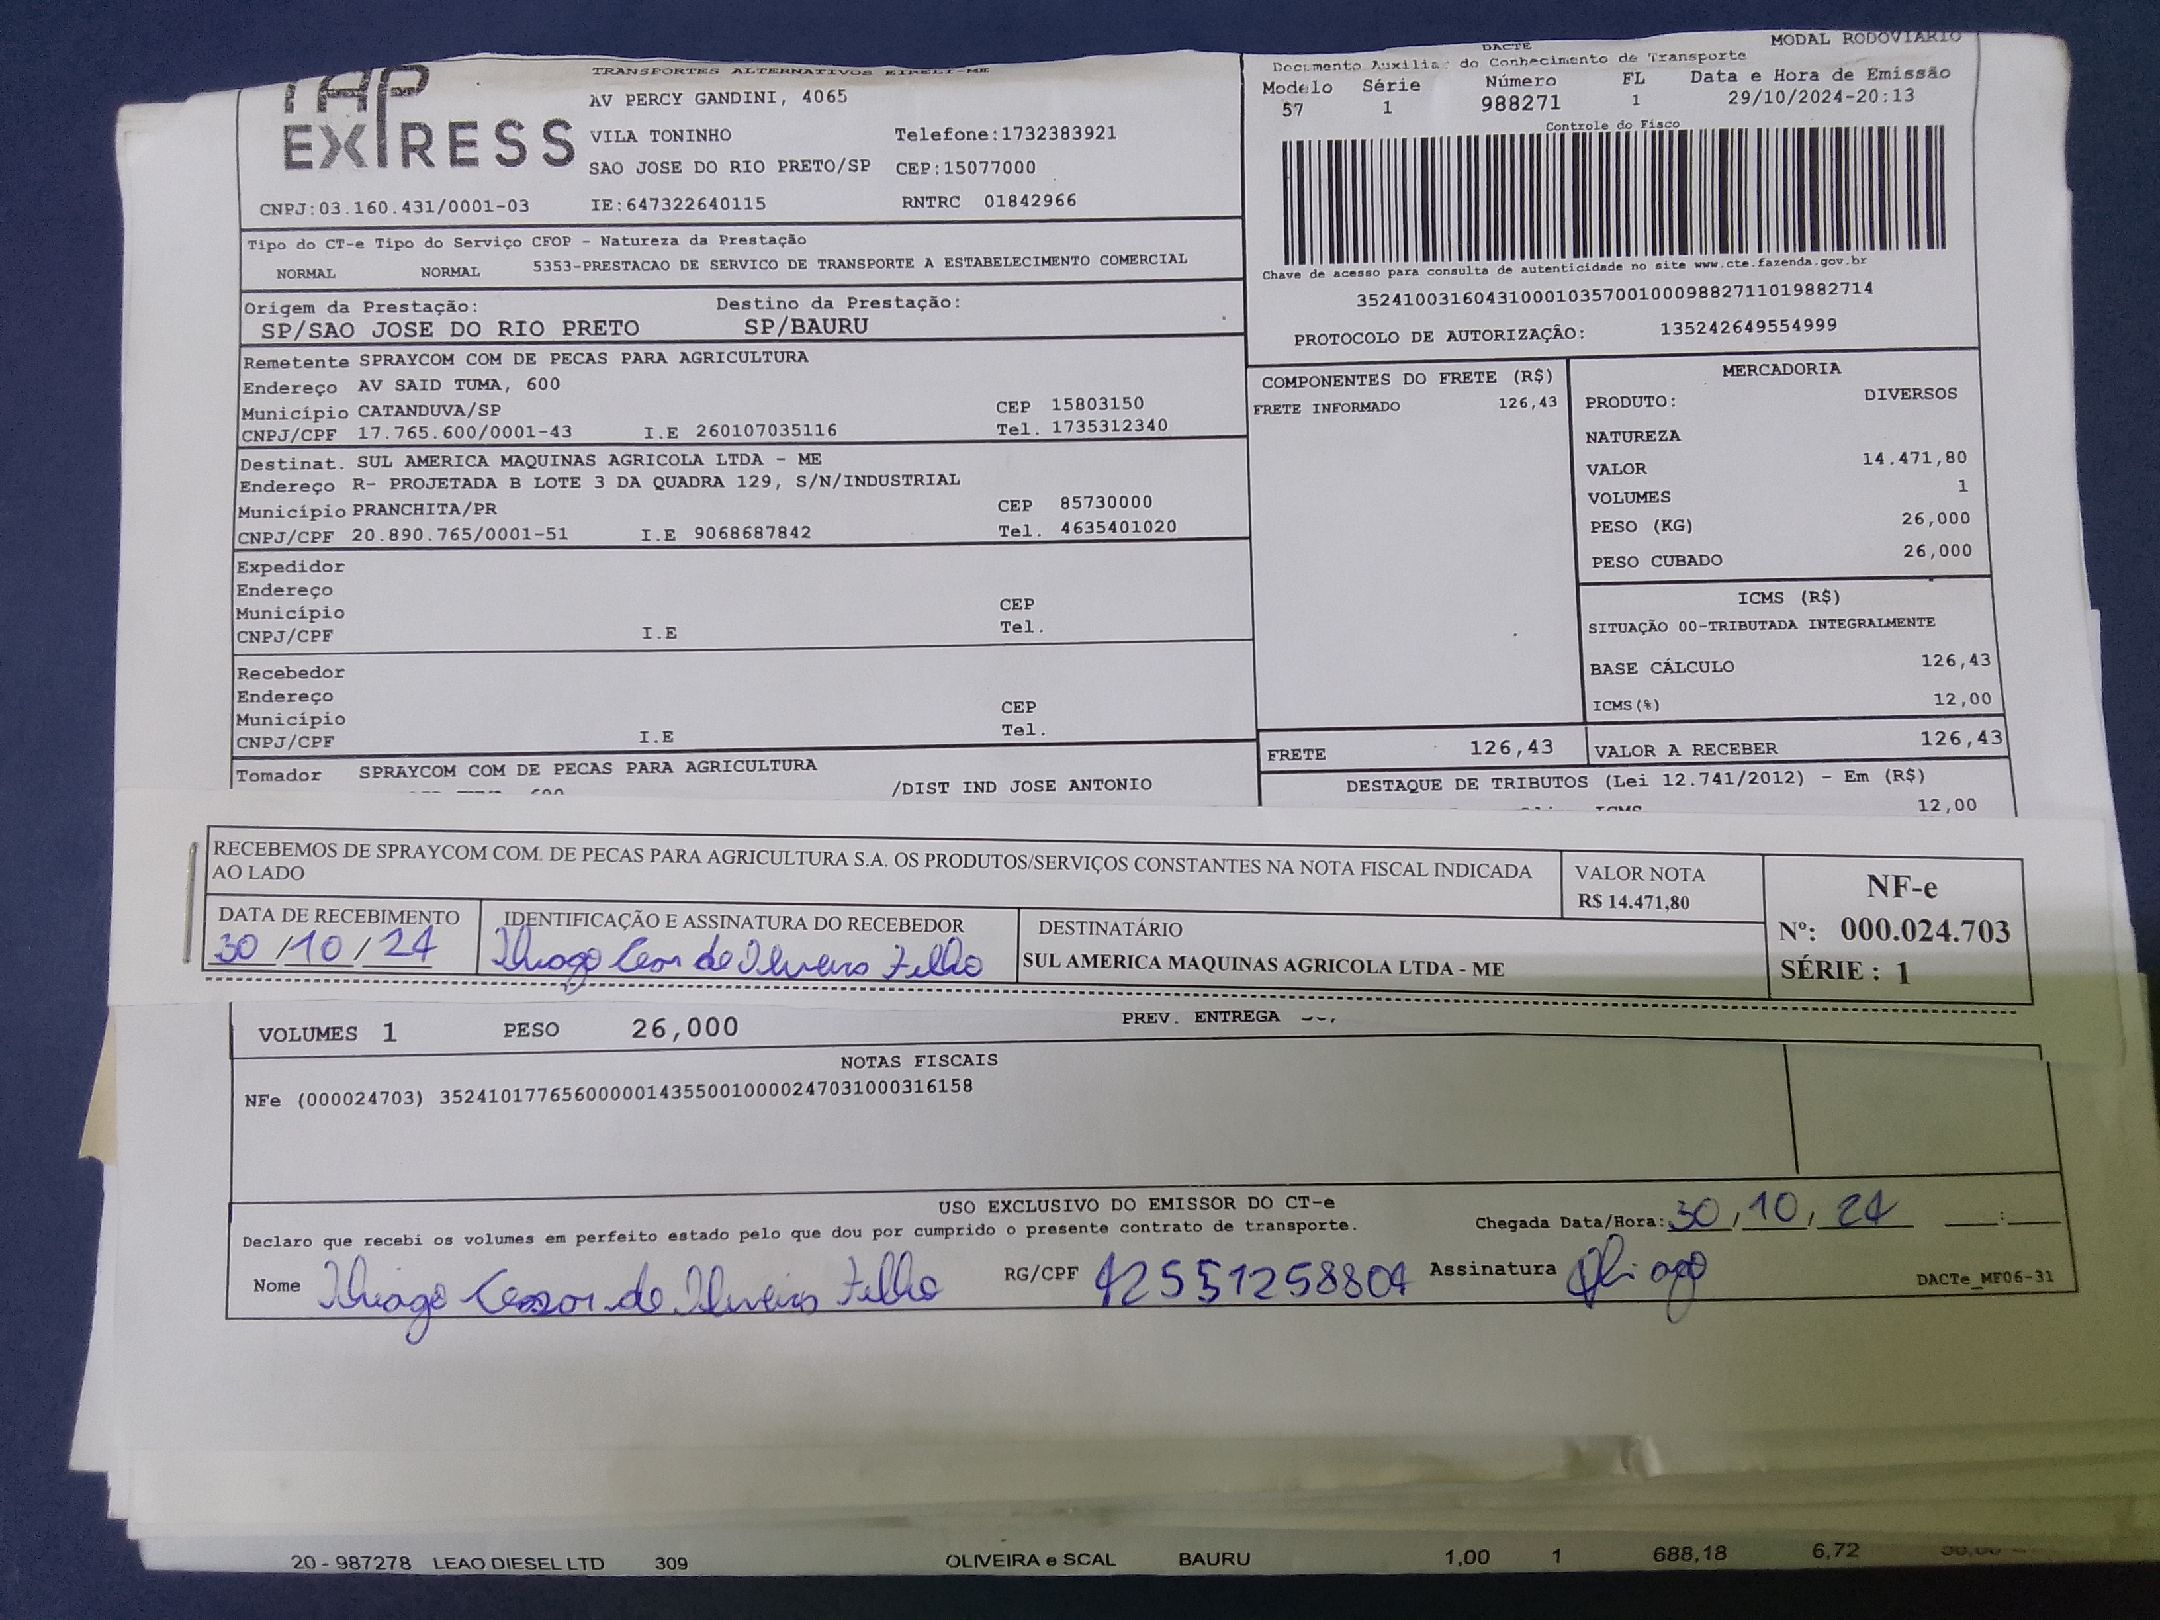 TAP
EXPRESS
TRANSPORTES ALTERNATIVOS EIRELI-ME
AV PERCY GANDINI, 4065
VILA TONINHO Telefone:1732383921
SAO JOSE DO RIO PRETO/SP CEP:15077000
CNPJ:03.160.431/0001-03 IE:647322640115 RNTRC 01842966
DACTE MODAL RODOVIARIO
Documento Auxiliar do Conhecimento de Transporte
Modelo Série Número FL Data e Hora de Emissão
57 1 988271 1 29/10/2024-20:13
Controle do Fisco
Chave de acesso para consulta de autenticidade no site www.cte.fazenda.gov.br
35241003160431000103570010009882711019882714
PROTOCOLO DE AUTORIZAÇÃO: 135242649554999
Tipo do CT-e Tipo do Serviço CFOP - Natureza da Prestação
NORMAL NORMAL 5353-PRESTACAO DE SERVICO DE TRANSPORTE A ESTABELECIMENTO COMERCIAL
Origem da Prestação: Destino da Prestação:
SP/SAO JOSE DO RIO PRETO SP/BAURU
Remetente SPRAYCOM COM DE PECAS PARA AGRICULTURA
Endereço AV SAID TUMA, 600
Município CATANDUVA/SP CEP 15803150
CNPJ/CPF 17.765.600/0001-43 I.E 260107035116 Tel. 1735312340
Destinat. SUL AMERICA MAQUINAS AGRICOLA LTDA - ME
Endereço R- PROJETADA B LOTE 3 DA QUADRA 129, S/N/INDUSTRIAL
Município PRANCHITA/PR CEP 85730000
CNPJ/CPF 20.890.765/0001-51 I.E 9068687842 Tel. 4635401020
Expedidor
Endereço
Município CEP
CNPJ/CPF I.E Tel.
Recebedor
Endereço
Município CEP
CNPJ/CPF I.E Tel.
Tomador SPRAYCOM COM DE PECAS PARA AGRICULTURA
600 /DIST IND JOSE ANTONIO
COMPONENTES DO FRETE (R$)
FRETE INFORMADO 126,43
MERCADORIA
PRODUTO: DIVERSOS
NATUREZA
VALOR 14.471,80
VOLUMES 1
PESO (KG) 26,000
PESO CUBADO 26,000
ICMS (R$)
SITUAÇÃO 00-TRIBUTADA INTEGRALMENTE
BASE CÁLCULO 126,43
ICMS(%) 12,00
FRETE 126,43 VALOR A RECEBER 126,43
DESTAQUE DE TRIBUTOS (Lei 12.741/2012) - Em (R$)
ICMS 12,00
RECEBEMOS DE SPRAYCOM COM. DE PECAS PARA AGRICULTURA S.A. OS PRODUTOS/SERVIÇOS CONSTANTES NA NOTA FISCAL INDICADA
AO LADO
VALOR NOTA
R$ 14.471,80
NF-e
Nº: 000.024.703
SÉRIE : 1
DATA DE RECEBIMENTO
30/10/24
IDENTIFICAÇÃO E ASSINATURA DO RECEBEDOR
Thiago Cesar de Oliveira Filho
DESTINATÁRIO
SUL AMERICA MAQUINAS AGRICOLA LTDA - ME
VOLUMES 1 PESO 26,000 PREV. ENTREGA
NOTAS FISCAIS
NFe (000024703) 35241017765600000143550010000247031000316158
USO EXCLUSIVO DO EMISSOR DO CT-e
Declaro que recebi os volumes em perfeito estado pelo que dou por cumprido o presente contrato de transporte. Chegada Data/Hora: 30/10/24 __:__
Nome Thiago Cesar de Oliveira Filho RG/CPF 42551258804 Assinatura Thiago
DACTe_MF06-31
20 - 987278 LEAO DIESEL LTD 309 OLIVEIRA e SCAL BAURU 1,00 1 688,18 6,72